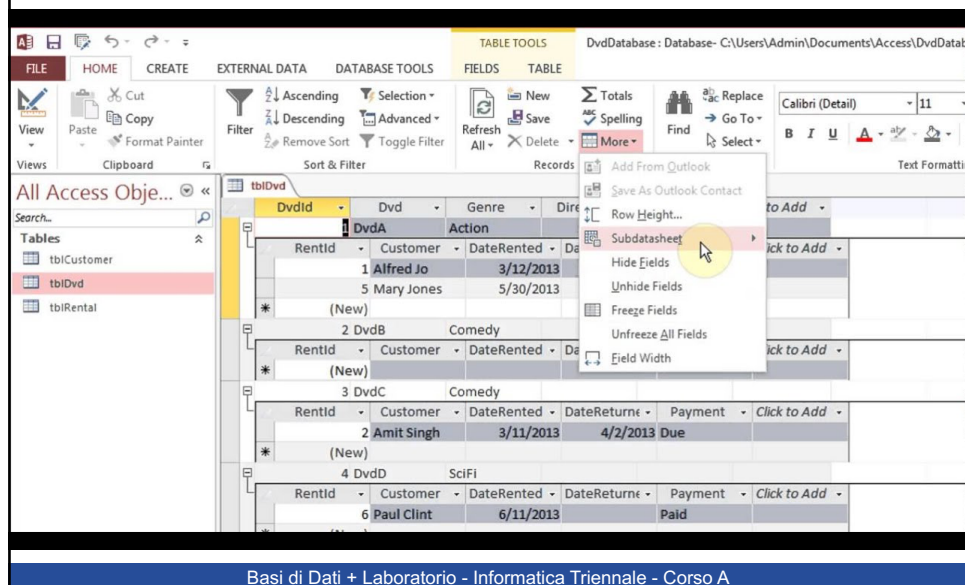 TABLE TOOLS
DvdDatabase : Database- C:\Users\Admin\Documents\Access\DvdDatab
FILE HOME CREATE EXTERNAL DATA DATABASE TOOLS FIELDS TABLE
View
Paste
Cut
Copy
Format Painter
Filter
Ascending
Descending
Remove Sort
Selection
Advanced
Toggle Filter
Refresh
All
New
Save
Delete
Totals
Spelling
More
Find
Replace
Go To
Select
Calibri (Detail) 11
B I U A
Views Clipboard Sort & Filter Records Text Formatti
All Access Obje...
Search...
Tables
tblCustomer
tblDvd
tblRental
tblDvd
DvdId Dvd Genre Dire to Add
1 DvdA Action
RentId Customer DateRented Da ick to Add
1 Alfred Jo 3/12/2013
5 Mary Jones 5/30/2013
* (New)
2 DvdB Comedy
RentId Customer DateRented Da ick to Add
* (New)
3 DvdC Comedy
RentId Customer DateRented DateReturne Payment Click to Add
2 Amit Singh 3/11/2013 4/2/2013 Due
* (New)
4 DvdD SciFi
RentId Customer DateRented DateReturne Payment Click to Add
6 Paul Clint 6/11/2013 Paid
Add From Outlook
Save As Outlook Contact
Row Height...
Subdatasheet
Hide Fields
Unhide Fields
Freeze Fields
Unfreeze All Fields
Field Width
Basi di Dati + Laboratorio - Informatica Triennale - Corso A